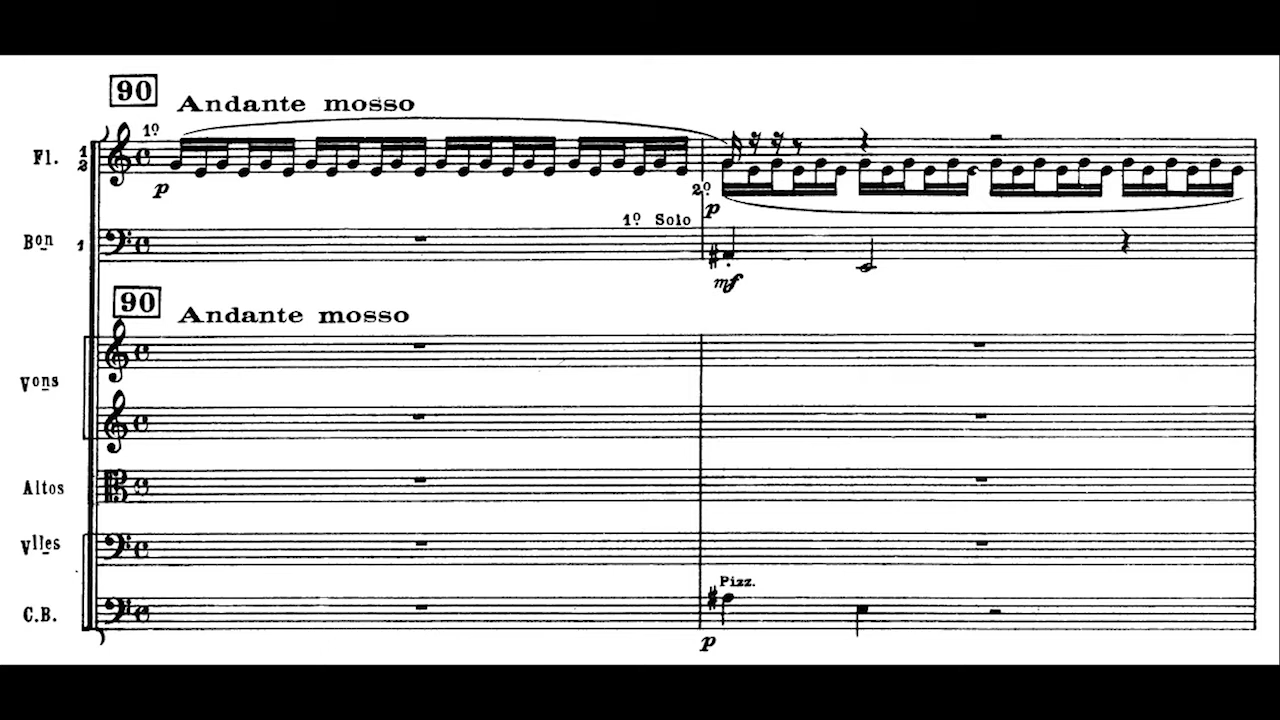 90 Andante mosso
1º
Fl. 1 2
p
2º
p
1º Solo
Bon 1
mf
90 Andante mosso
Vons
Altos
Vlles
Pizz.
C.B.
p